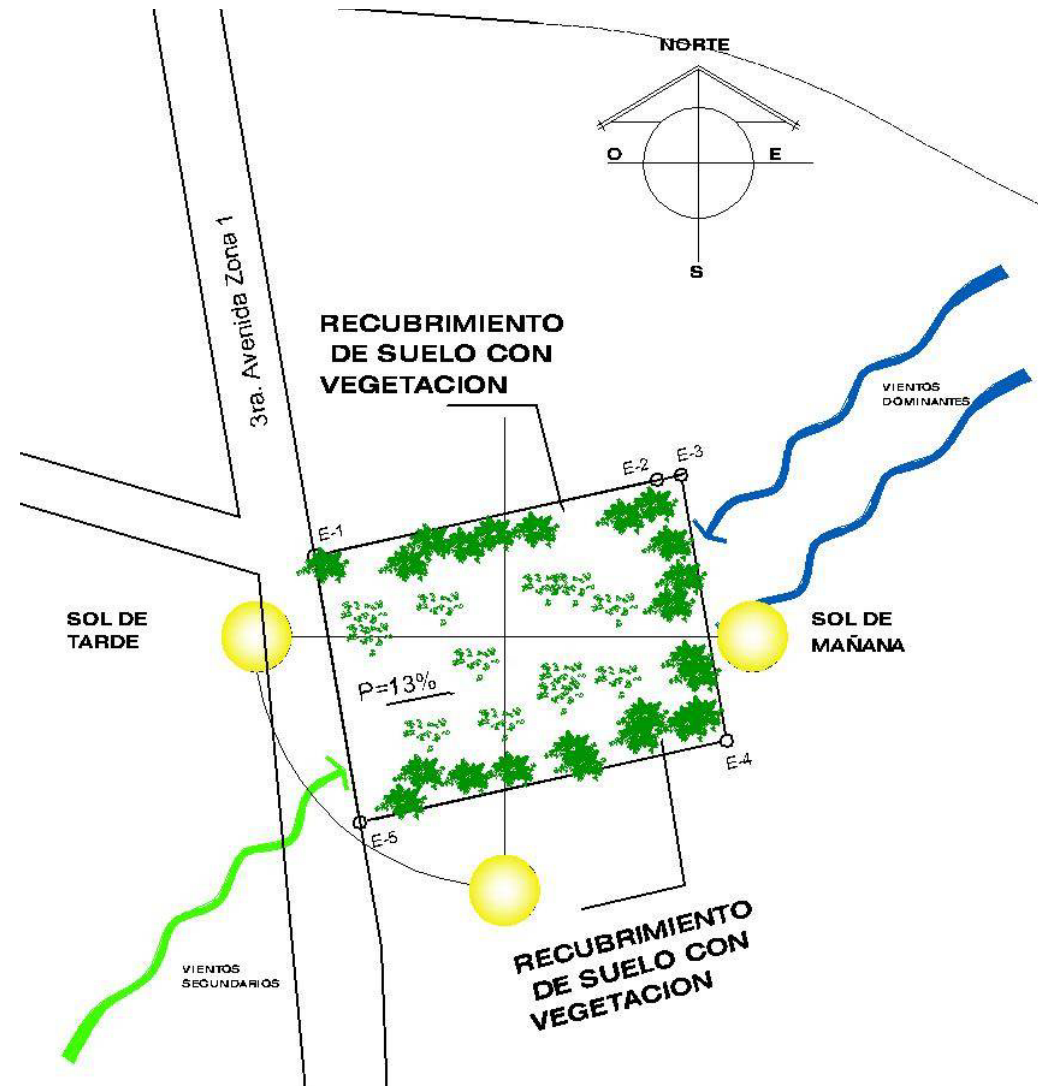 NORTE
O
E
S
3ra. Avenida Zona 1
RECUBRIMIENTO
DE SUELO CON
VEGETACION
VIENTOS
DOMINANTES
E-1
E-2
E-3
SOL DE
TARDE
SOL DE
MAÑANA
P=13%
E-4
E-5
VIENTOS
SECUNDARIOS
RECUBRIMIENTO
DE SUELO CON
VEGETACION